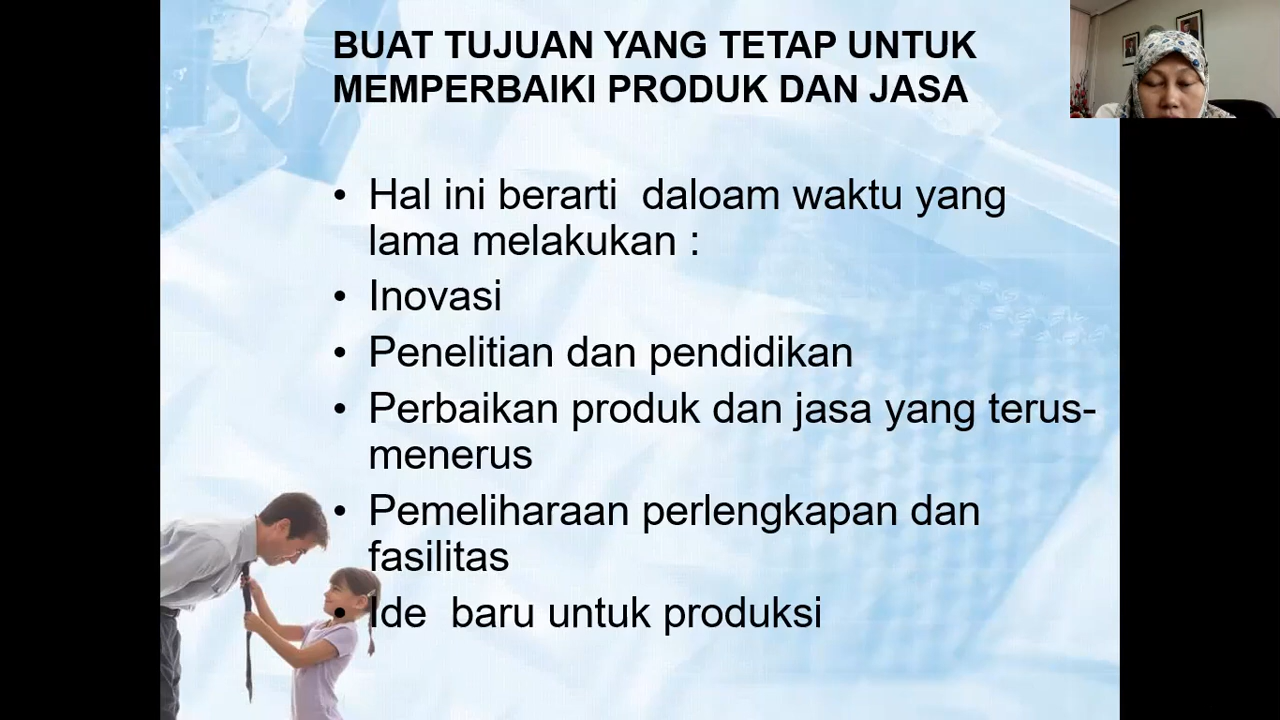 BUAT TUJUAN YANG TETAP UNTUK
MEMPERBAIKI PRODUK DAN JASA
• Hal ini berarti  daloam waktu yang
lama melakukan :
• Inovasi
• Penelitian dan pendidikan
• Perbaikan produk dan jasa yang terus-
menerus
• Pemeliharaan perlengkapan dan
fasilitas
• Ide  baru untuk produksi